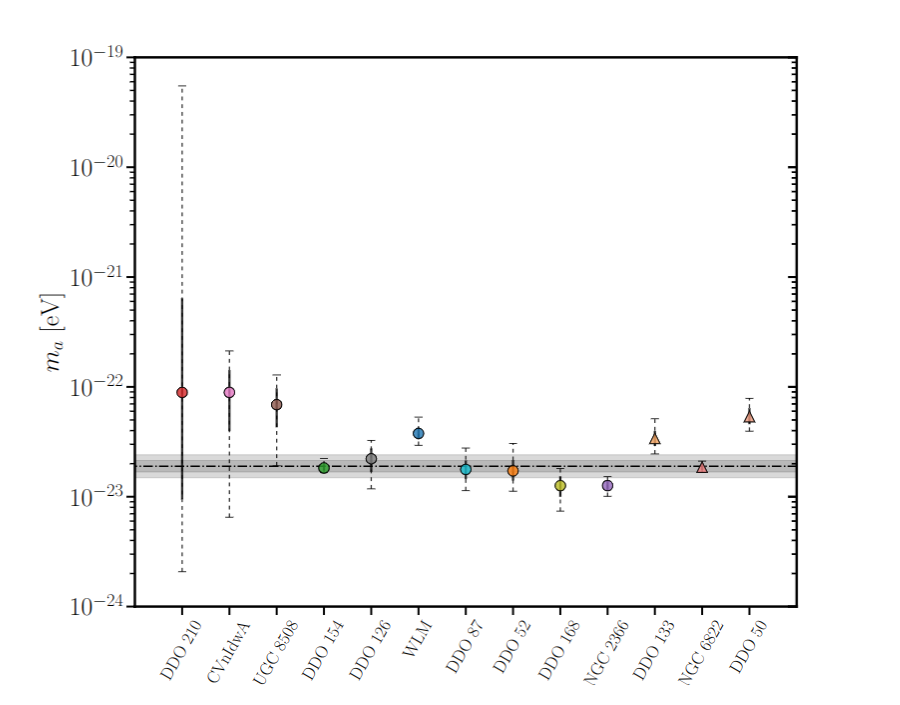 10⁻¹⁹
10⁻²⁰
10⁻²¹
10⁻²²
10⁻²³
10⁻²⁴
mₐ [eV]
DDO 210
CVnIdwA
UGC 8508
DDO 154
DDO 126
WLM
DDO 87
DDO 52
DDO 168
NGC 2366
DDO 133
NGC 6822
DDO 50